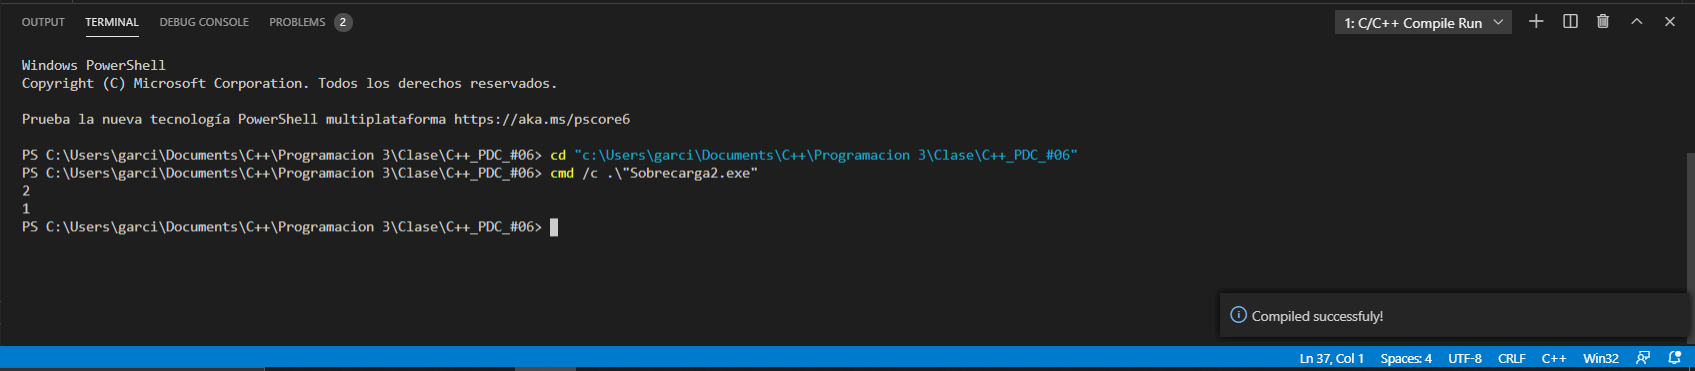 OUTPUT TERMINAL DEBUG CONSOLE PROBLEMS 2 1: C/C++ Compile Run
Windows PowerShell
Copyright (C) Microsoft Corporation. Todos los derechos reservados.
Prueba la nueva tecnología PowerShell multiplataforma https://aka.ms/pscore6
PS C:\Users\garci\Documents\C++\Programacion 3\Clase\C++_PDC_#06> cd "c:\Users\garci\Documents\C++\Programacion 3\Clase\C++_PDC_#06"
PS C:\Users\garci\Documents\C++\Programacion 3\Clase\C++_PDC_#06> cmd /c .\"Sobrecarga2.exe"
2
1
PS C:\Users\garci\Documents\C++\Programacion 3\Clase\C++_PDC_#06>
Compiled successfuly!
Ln 37, Col 1 Spaces: 4 UTF-8 CRLF C++ Win32